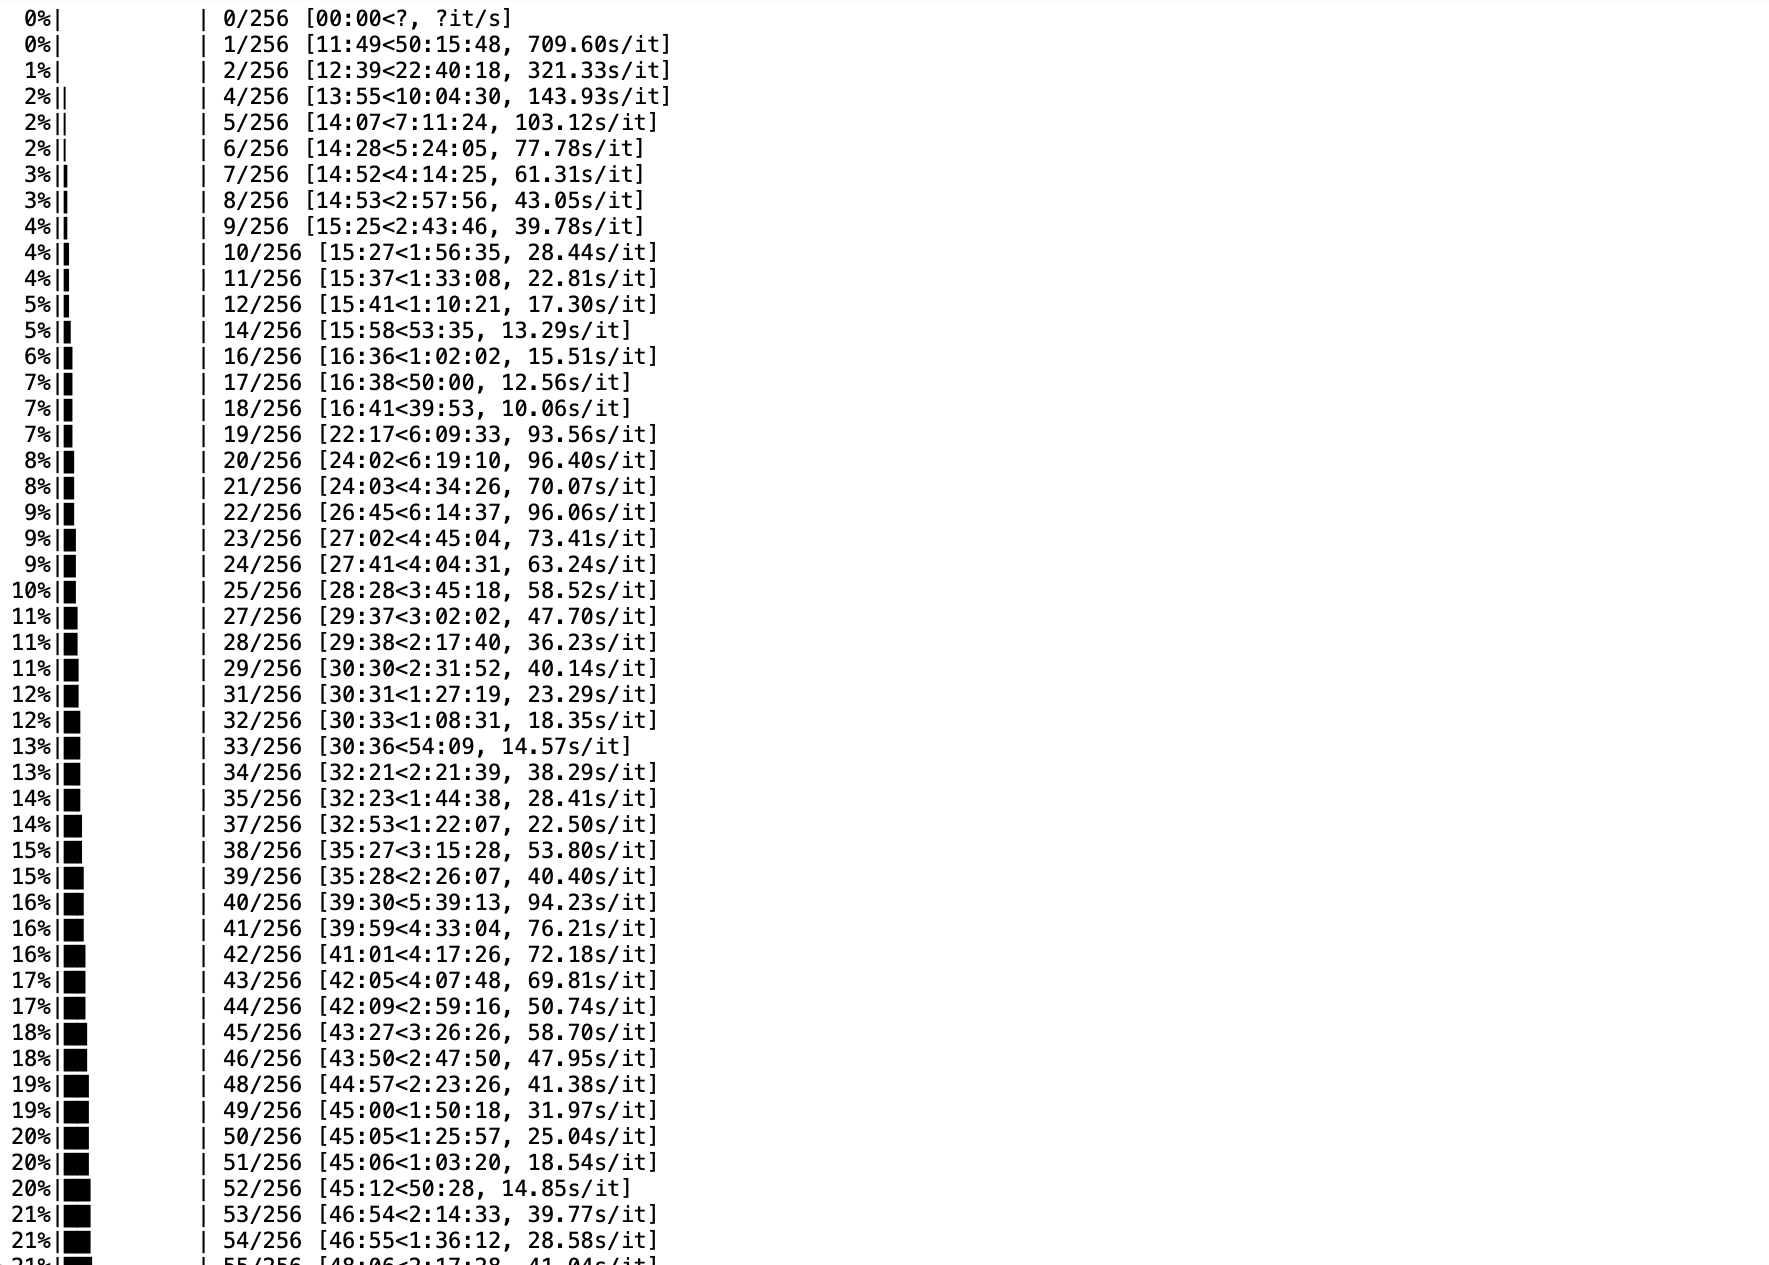 0%|          | 0/256 [00:00<?, ?it/s]
0%|          | 1/256 [11:49<50:15:48, 709.60s/it]
1%|          | 2/256 [12:39<22:40:18, 321.33s/it]
2%||         | 4/256 [13:55<10:04:30, 143.93s/it]
2%||         | 5/256 [14:07<7:11:24, 103.12s/it]
2%||         | 6/256 [14:28<5:24:05, 77.78s/it]
3%|▎         | 7/256 [14:52<4:14:25, 61.31s/it]
3%|▎         | 8/256 [14:53<2:57:56, 43.05s/it]
4%|▎         | 9/256 [15:25<2:43:46, 39.78s/it]
4%|▍         | 10/256 [15:27<1:56:35, 28.44s/it]
4%|▍         | 11/256 [15:37<1:33:08, 22.81s/it]
5%|▍         | 12/256 [15:41<1:10:21, 17.30s/it]
5%|▌         | 14/256 [15:58<53:35, 13.29s/it]
6%|▋         | 16/256 [16:36<1:02:02, 15.51s/it]
7%|▋         | 17/256 [16:38<50:00, 12.56s/it]
7%|▋         | 18/256 [16:41<39:53, 10.06s/it]
7%|▋         | 19/256 [22:17<6:09:33, 93.56s/it]
8%|▊         | 20/256 [24:02<6:19:10, 96.40s/it]
8%|▊         | 21/256 [24:03<4:34:26, 70.07s/it]
9%|▊         | 22/256 [26:45<6:14:37, 96.06s/it]
9%|▉         | 23/256 [27:02<4:45:04, 73.41s/it]
9%|▉         | 24/256 [27:41<4:04:31, 63.24s/it]
10%|▉         | 25/256 [28:28<3:45:18, 58.52s/it]
11%|█         | 27/256 [29:37<3:02:02, 47.70s/it]
11%|█         | 28/256 [29:38<2:17:40, 36.23s/it]
11%|█▏        | 29/256 [30:30<2:31:52, 40.14s/it]
12%|█▏        | 31/256 [30:31<1:27:19, 23.29s/it]
12%|█▎        | 32/256 [30:33<1:08:31, 18.35s/it]
13%|█▎        | 33/256 [30:36<54:09, 14.57s/it]
13%|█▎        | 34/256 [32:21<2:21:39, 38.29s/it]
14%|█▎        | 35/256 [32:23<1:44:38, 28.41s/it]
14%|█▍        | 37/256 [32:53<1:22:07, 22.50s/it]
15%|█▍        | 38/256 [35:27<3:15:28, 53.80s/it]
15%|█▌        | 39/256 [35:28<2:26:07, 40.40s/it]
16%|█▌        | 40/256 [39:30<5:39:13, 94.23s/it]
16%|█▌        | 41/256 [39:59<4:33:04, 76.21s/it]
16%|█▋        | 42/256 [41:01<4:17:26, 72.18s/it]
17%|█▋        | 43/256 [42:05<4:07:48, 69.81s/it]
17%|█▋        | 44/256 [42:09<2:59:16, 50.74s/it]
18%|█▊        | 45/256 [43:27<3:26:26, 58.70s/it]
18%|█▊        | 46/256 [43:50<2:47:50, 47.95s/it]
19%|█▉        | 48/256 [44:57<2:23:26, 41.38s/it]
19%|█▉        | 49/256 [45:00<1:50:18, 31.97s/it]
20%|█▉        | 50/256 [45:05<1:25:57, 25.04s/it]
20%|█▉        | 51/256 [45:06<1:03:20, 18.54s/it]
20%|██        | 52/256 [45:12<50:28, 14.85s/it]
21%|██        | 53/256 [46:54<2:14:33, 39.77s/it]
21%|██        | 54/256 [46:55<1:36:12, 28.58s/it]
21%|██▏       | 55/256 [48:06<2:17:28, 41.04s/it]